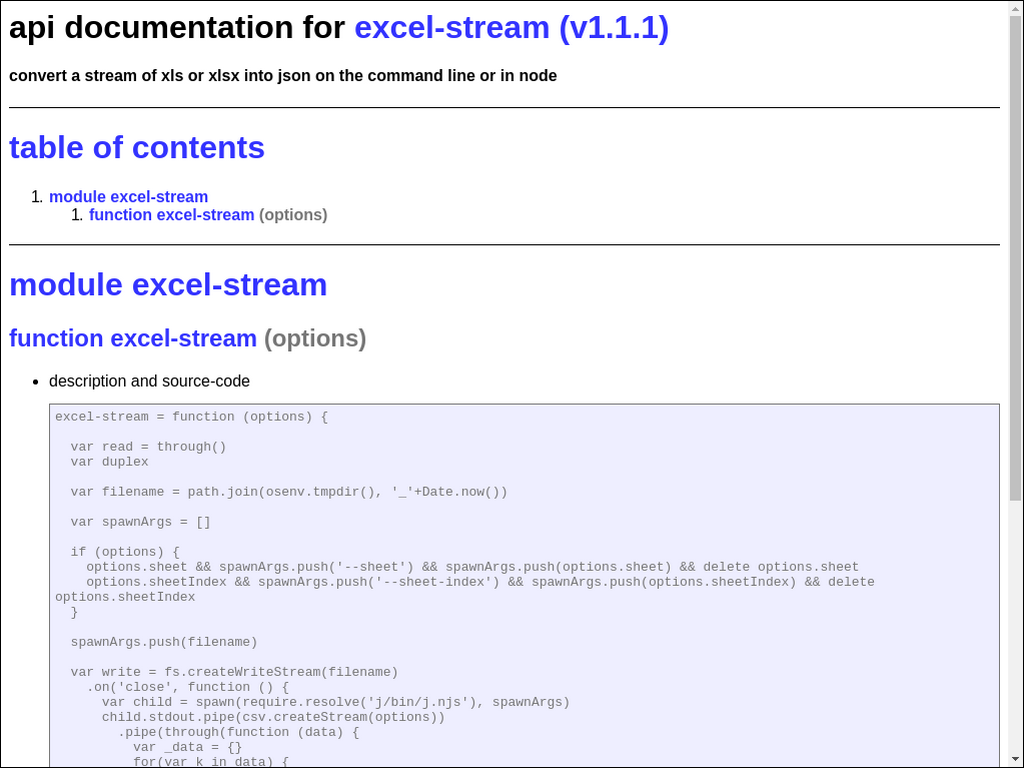 api documentation for excel-stream (v1.1.1)
convert a stream of xls or xlsx into json on the command line or in node
table of contents
1. module excel-stream
1. function excel-stream (options)
module excel-stream
function excel-stream (options)
• description and source-code
excel-stream = function (options) {
  var read = through()
  var duplex
  var filename = path.join(osenv.tmpdir(), '_'+Date.now())
  var spawnArgs = []
  if (options) {
    options.sheet && spawnArgs.push('--sheet') && spawnArgs.push(options.sheet) && delete options.sheet
    options.sheetIndex && spawnArgs.push('--sheet-index') && spawnArgs.push(options.sheetIndex) && delete
options.sheetIndex
  }
  spawnArgs.push(filename)
  var write = fs.createWriteStream(filename)
    .on('close', function () {
      var child = spawn(require.resolve('j/bin/j.njs'), spawnArgs)
      child.stdout.pipe(csv.createStream(options))
        .pipe(through(function (data) {
          var _data = {}
          for(var k in data) {